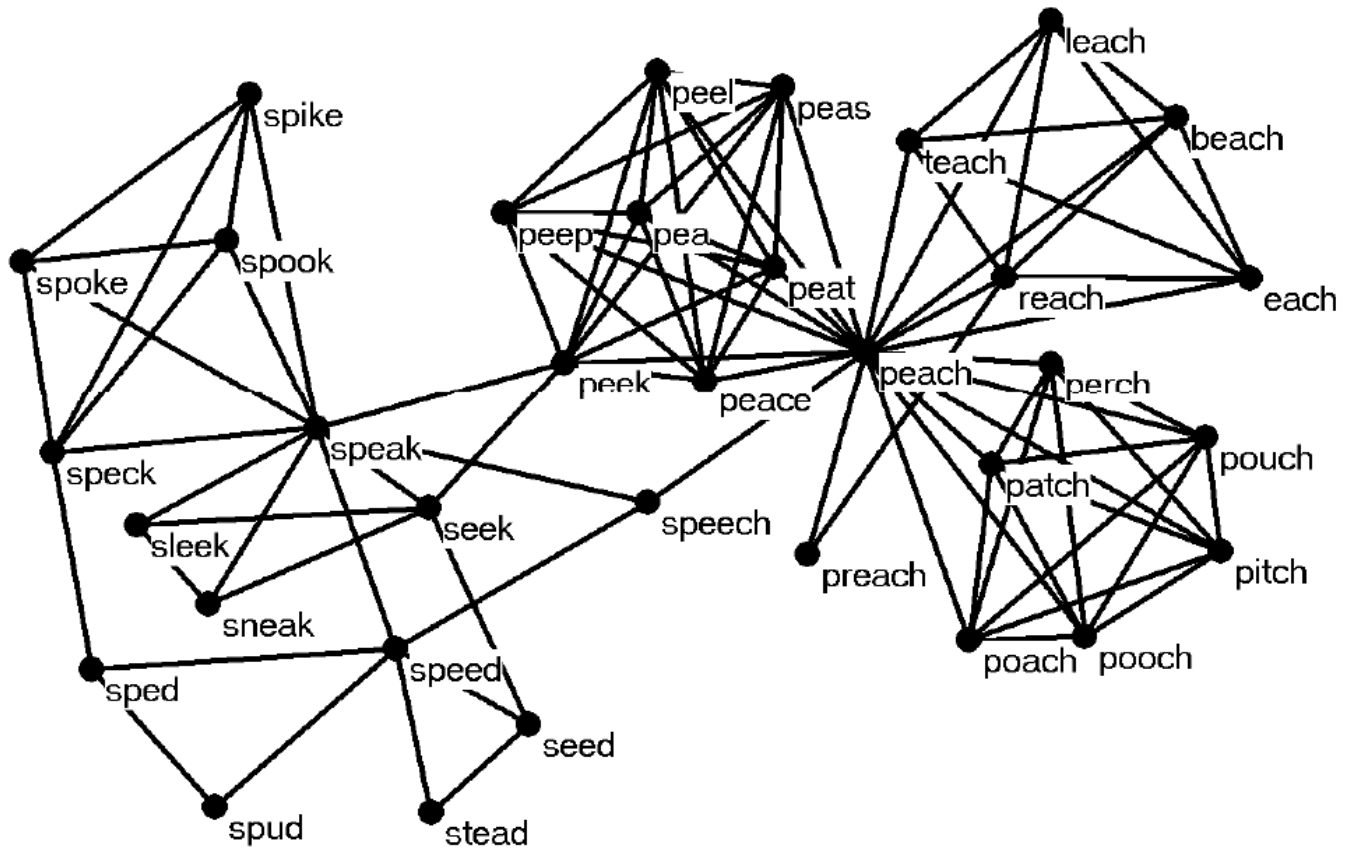 leach
peel
peas
spike
beach
teach
peep
pea
spook
spoke
peat
reach
each
peek
peach
perch
peace
speak
pouch
speck
patch
seek
speech
sleek
preach
pitch
sneak
poach
pooch
speed
sped
seed
spud
stead